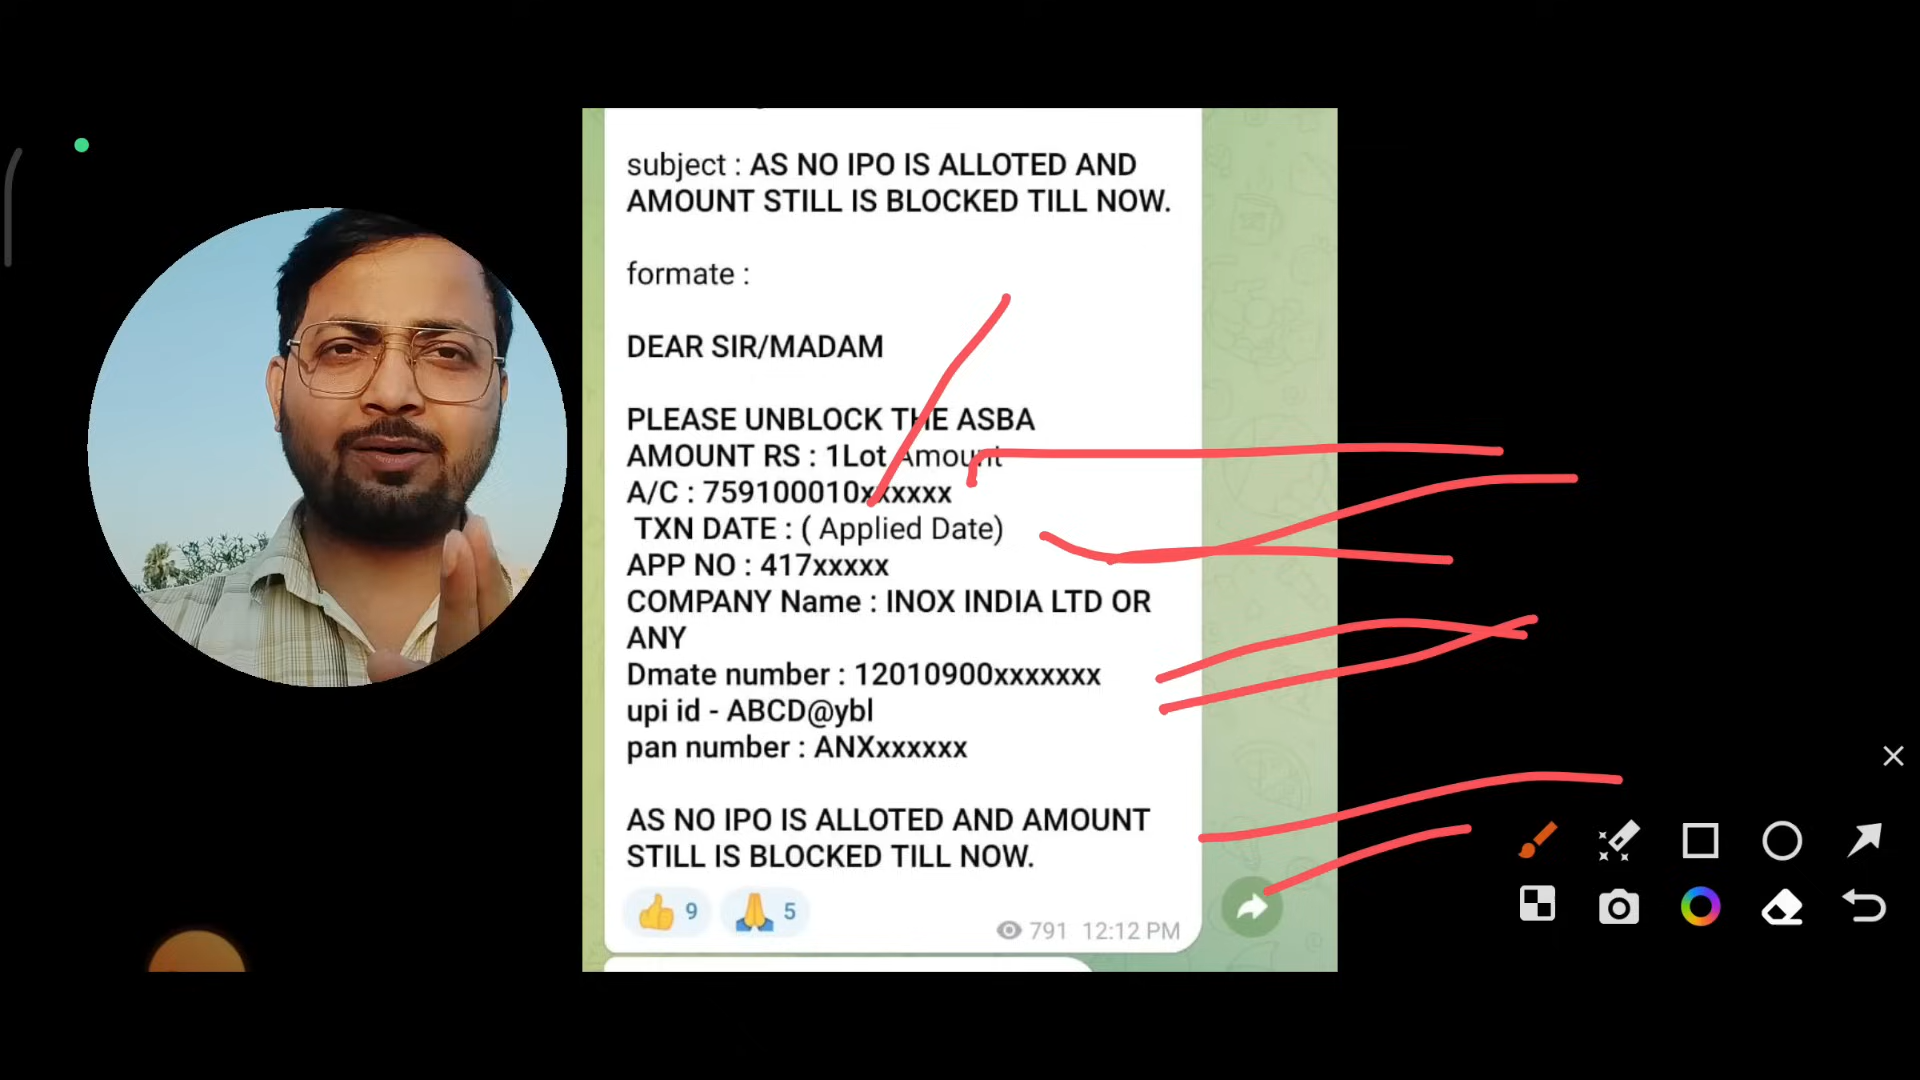 subject : AS NO IPO IS ALLOTED AND
AMOUNT STILL IS BLOCKED TILL NOW.
formate :
DEAR SIR/MADAM
PLEASE UNBLOCK THE ASBA
AMOUNT RS : 1Lot Amount
A/C : 759100010xxxxxx
TXN DATE : ( Applied Date)
APP NO : 417xxxxx
COMPANY Name : INOX INDIA LTD OR
ANY
Dmate number : 12010900xxxxxxx
upi id - ABCD@ybl
pan number : ANXxxxxxx
AS NO IPO IS ALLOTED AND AMOUNT
STILL IS BLOCKED TILL NOW.
9 5
791 12:12 PM